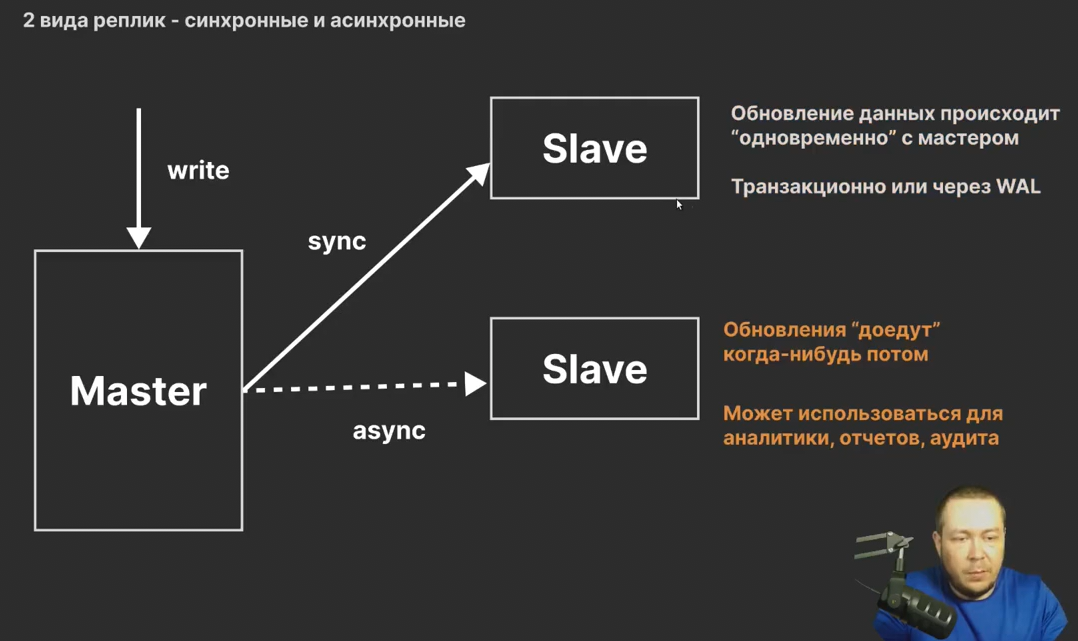 2 вида реплик - синхронные и асинхронные
write
sync
Slave
Обновление данных происходит
“одновременно” с мастером
Транзакционно или через WAL
Master
async
Slave
Обновления “доедут”
когда-нибудь потом
Может использоваться для
аналитики, отчетов, аудита